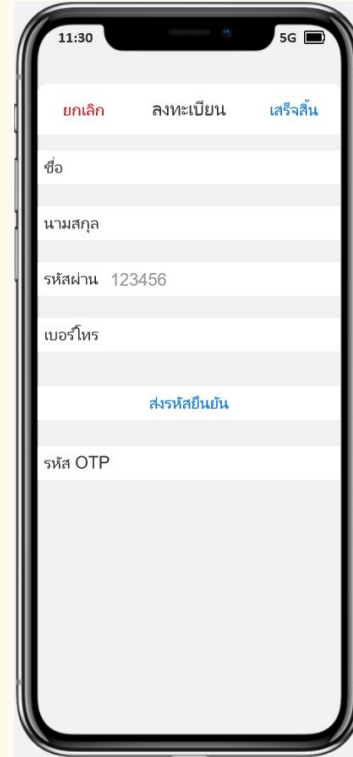 11:30 5G
ยกเลิก ลงทะเบียน เสร็จสิ้น
ชื่อ
นามสกุล
รหัสผ่าน 123456
เบอร์โทร
ส่งรหัสยืนยัน
รหัส OTP